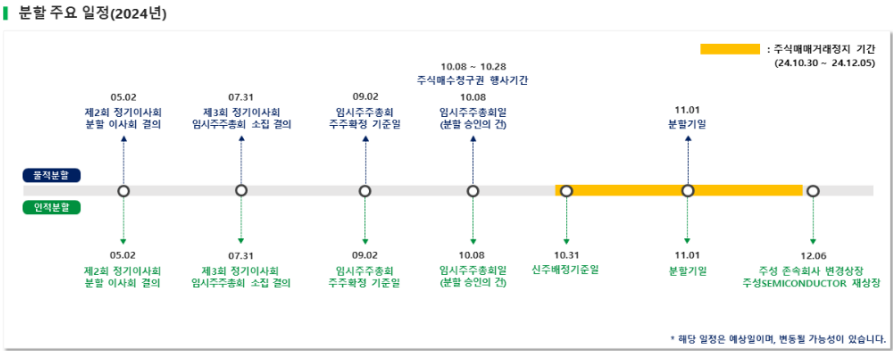 분할 주요 일정(2024년)
: 주식매매거래정지 기간
(24.10.30 ~ 24.12.05)
10.08 ~ 10.28
주식매수청구권 행사기간
05.02
제2회 정기이사회
분할 이사회 결의
07.31
제3회 정기이사회
임시주주총회 소집 결의
09.02
임시주주총회
주주확정 기준일
10.08
임시주주총회일
(분할 승인의 건)
11.01
분할기일
물적분할
인적분할
05.02
제2회 정기이사회
분할 이사회 결의
07.31
제3회 정기이사회
임시주주총회 소집 결의
09.02
임시주주총회
주주확정 기준일
10.08
임시주주총회일
(분할 승인의 건)
10.31
신주배정기준일
11.01
분할기일
12.06
주성 존속회사 변경상장
주성SEMICONDUCTOR 재상장
* 해당 일정은 예상일이며, 변동될 가능성이 있습니다.